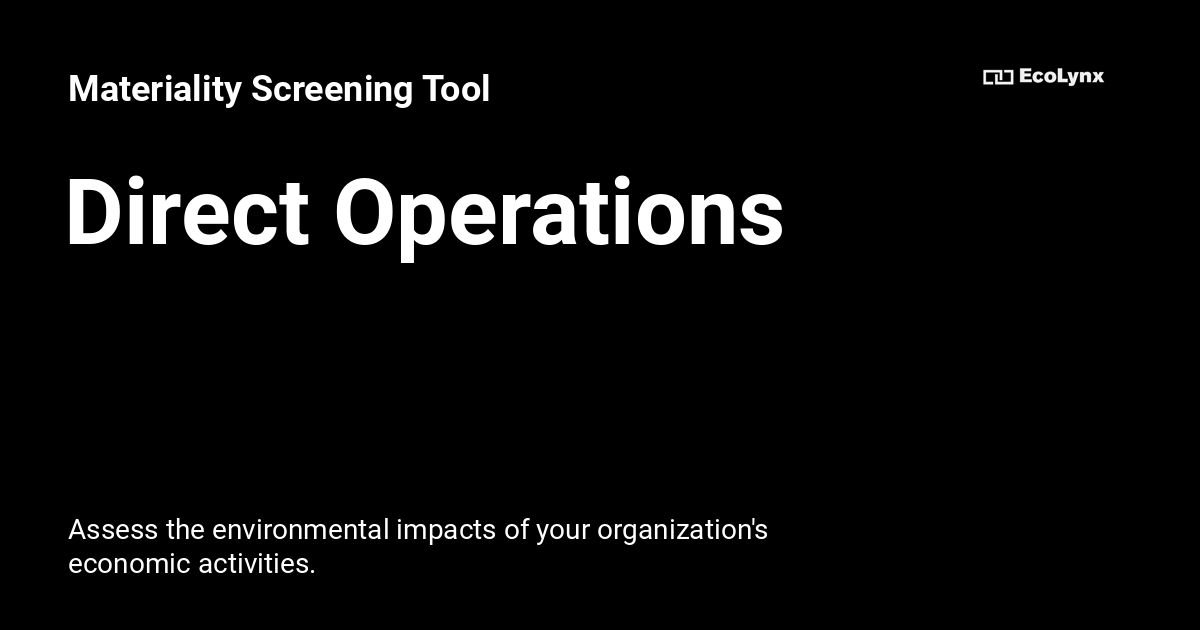 Materiality Screening Tool
EcoLynx
Direct Operations
Assess the environmental impacts of your organization's
economic activities.